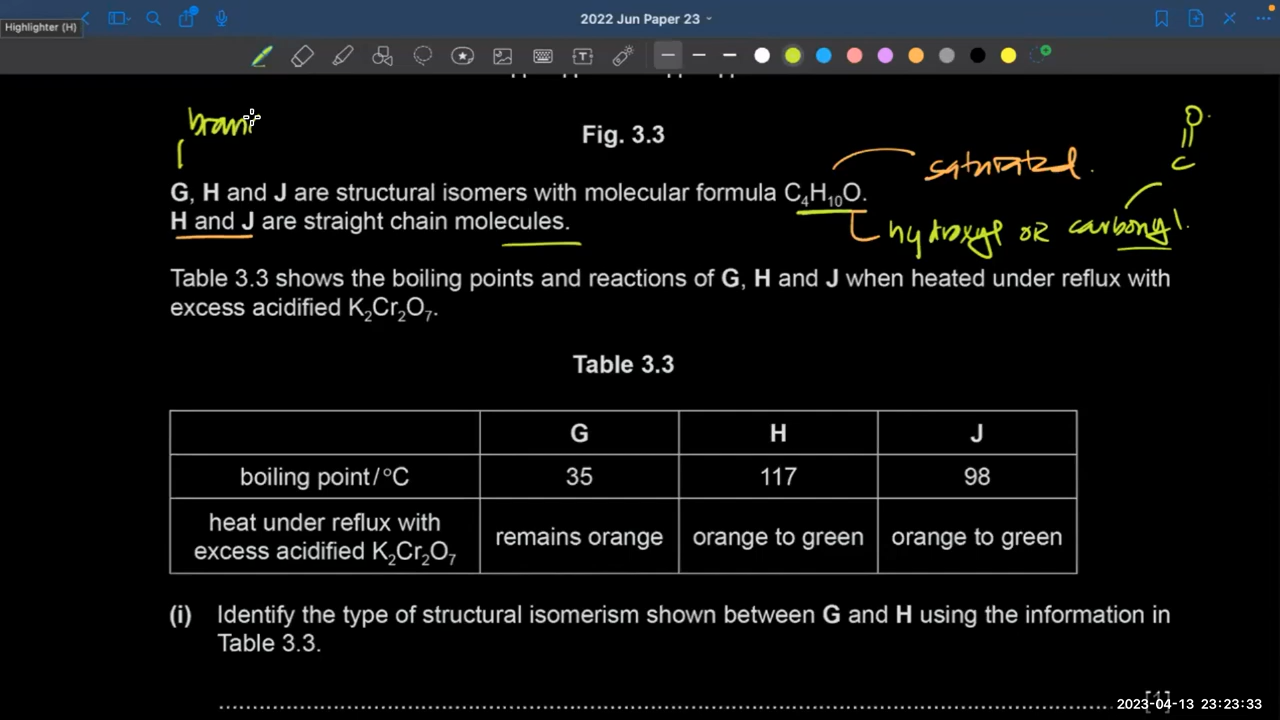 2022 Jun Paper 23
Highlighter (H)
Fig. 3.3
bran
O
||
C
saturated.
G, H and J are structural isomers with molecular formula C₄H₁₀O.
H and J are straight chain molecules.
hydroxyl OR carbonyl.
Table 3.3 shows the boiling points and reactions of G, H and J when heated under reflux with
excess acidified K₂Cr₂O₇.
Table 3.3
G H J
boiling point / °C 35 117 98
heat under reflux with
excess acidified K₂Cr₂O₇ remains orange orange to green orange to green
(i) Identify the type of structural isomerism shown between G and H using the information in
Table 3.3.
[1]
2023-04-13 23:23:33